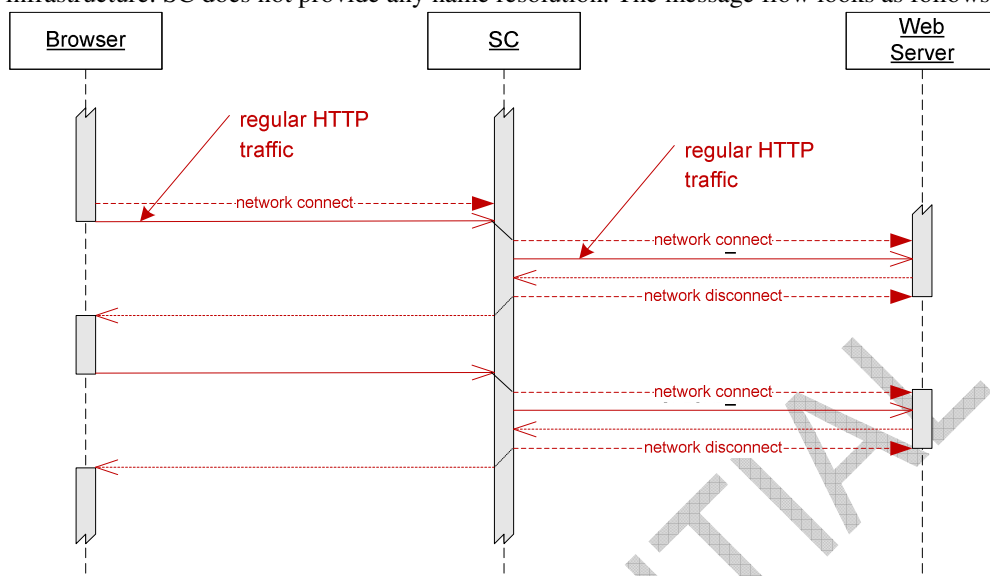 infrastructure. SC does not provide any name resolution. The message flow looks as follows
Browser
SC
Web
Server
regular HTTP
traffic
regular HTTP
traffic
network connect
network connect
network disconnect
network connect
network disconnect
TIAL